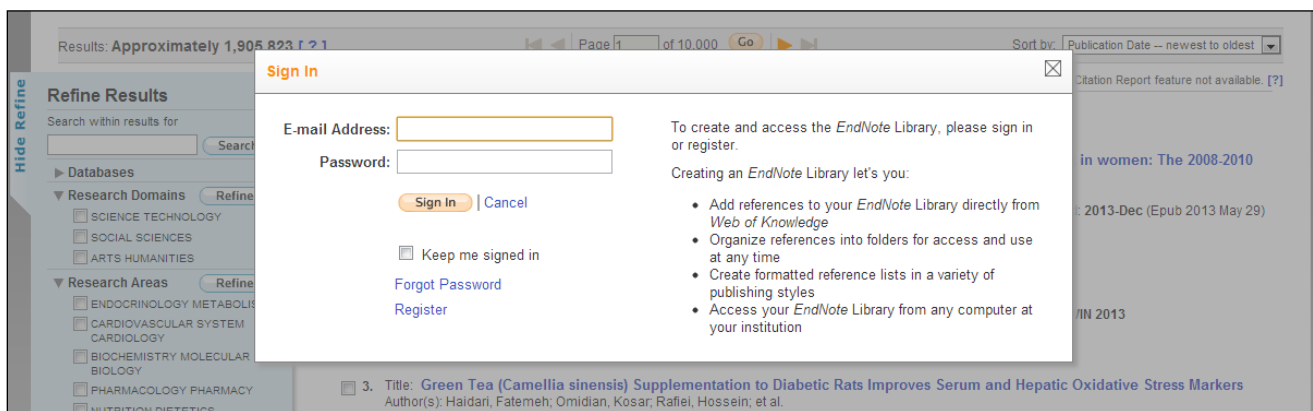 Results: Approximately 1,905,823 [ ? ]
Page 1 of 10,000 Go
Sort by: Publication Date -- newest to oldest
Hide Refine
Refine Results
Search within results for
Search
Databases
Research Domains Refine
SCIENCE TECHNOLOGY
SOCIAL SCIENCES
ARTS HUMANITIES
Research Areas Refine
ENDOCRINOLOGY METABOLIS
CARDIOVASCULAR SYSTEM
CARDIOLOGY
BIOCHEMISTRY MOLECULAR
BIOLOGY
PHARMACOLOGY PHARMACY
NUTRITION DIETETICS
Sign In
E-mail Address:
Password:
Sign In | Cancel
Keep me signed in
Forgot Password
Register
To create and access the EndNote Library, please sign in
or register.
Creating an EndNote Library let's you:
• Add references to your EndNote Library directly from
Web of Knowledge
• Organize references into folders for access and use
at any time
• Create formatted reference lists in a variety of
publishing styles
• Access your EndNote Library from any computer at
your institution
Citation Report feature not available. [?]
in women: The 2008-2010
2013-Dec (Epub 2013 May 29)
2013
3. Title: Green Tea (Camellia sinensis) Supplementation to Diabetic Rats Improves Serum and Hepatic Oxidative Stress Markers
Author(s): Haidari, Fatemeh; Omidian, Kosar; Rafiei, Hossein; et al.